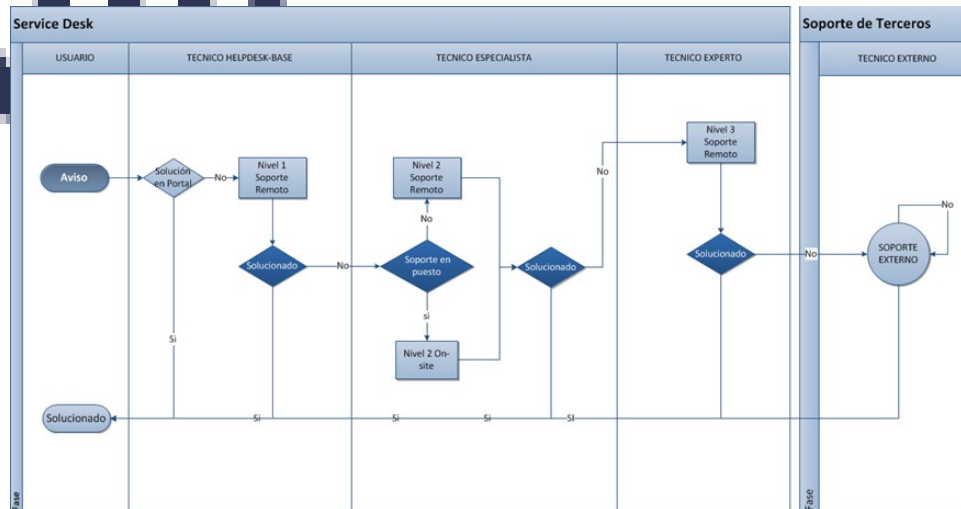 Service Desk
Soporte de Terceros
USUARIO
TECNICO HELPDESK-BASE
TECNICO ESPECIALISTA
TECNICO EXPERTO
TECNICO EXTERNO
Aviso
Solución
en Portal
No
Nivel 1
Soporte
Remoto
Nivel 2
Soporte
Remoto
No
Nivel 3
Soporte
Remoto
No
Solucionado
No
Soporte en
puesto
Solucionado
Solucionado
No
SOPORTE
EXTERNO
No
si
Nivel 2 On-
site
Si
Solucionado
Si
Si
Si
SI
Fase
Fase